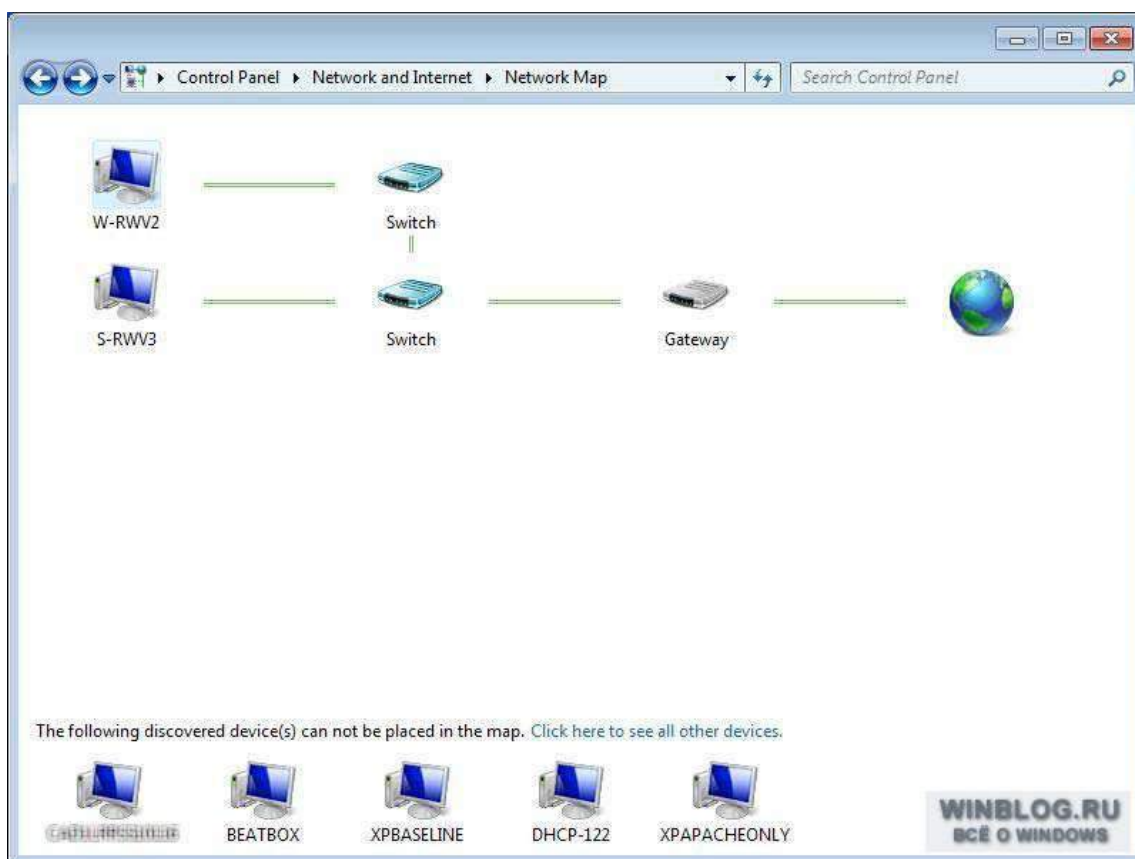 Control Panel Network and Internet Network Map Search Control Panel
W-RWV2 Switch
S-RWV3 Switch Gateway
The following discovered device(s) can not be placed in the map. Click here to see all other devices.
BEATBOX XPBASELINE DHCP-122 XPAPACHEONLY
WINBLOG.RU
ВСЁ О WINDOWS